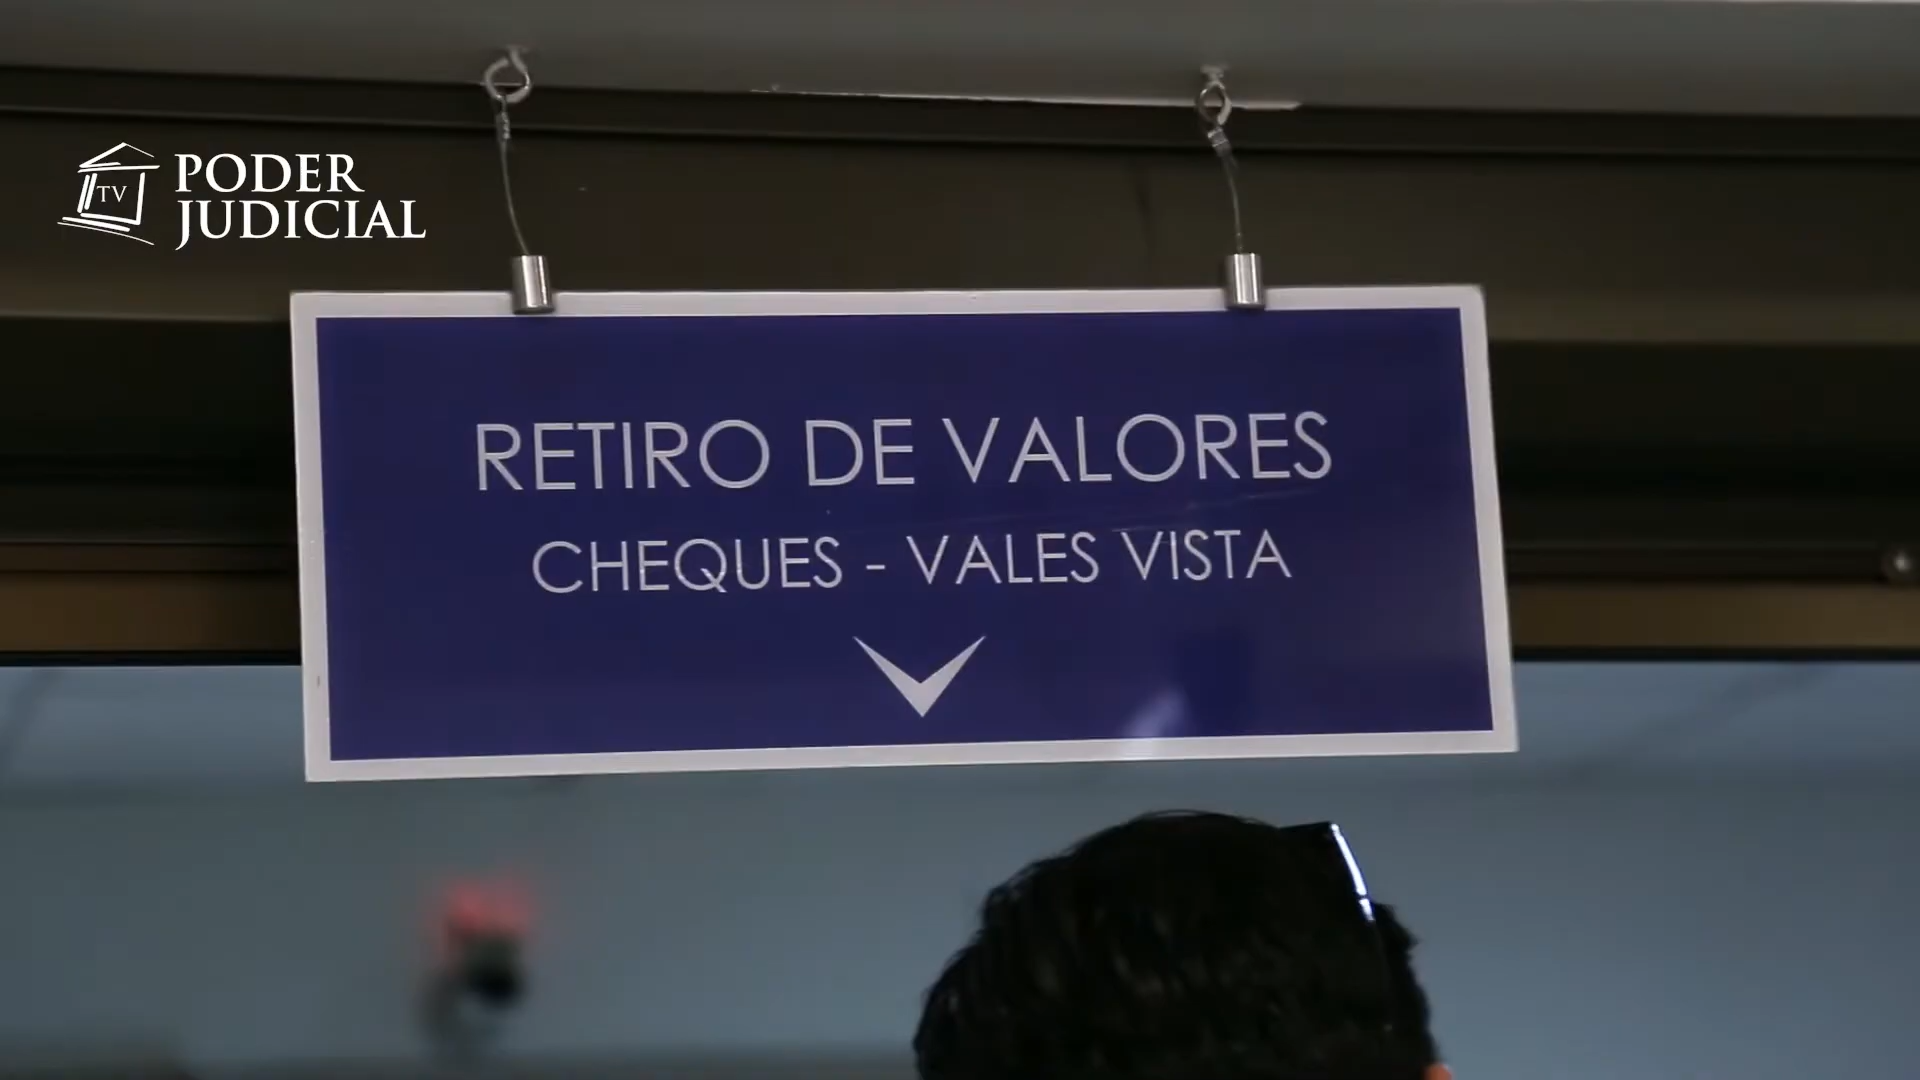 TV
PODER
JUDICIAL
RETIRO DE VALORES
CHEQUES - VALES VISTA